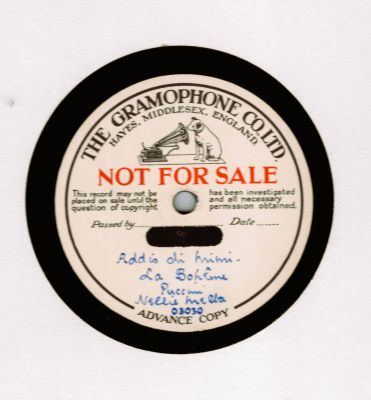 THE GRAMOPHONE CO. LTD.
HAYES, MIDDLESEX, ENGLAND.
NOT FOR SALE
This record may not be placed on sale until the question of copyright
has been investigated and all necessary permission obtained.
Passed by.................... Date.......
Addio di Mimi -
La Bohême
Puccini
Nellie Melba
03030
ADVANCE COPY